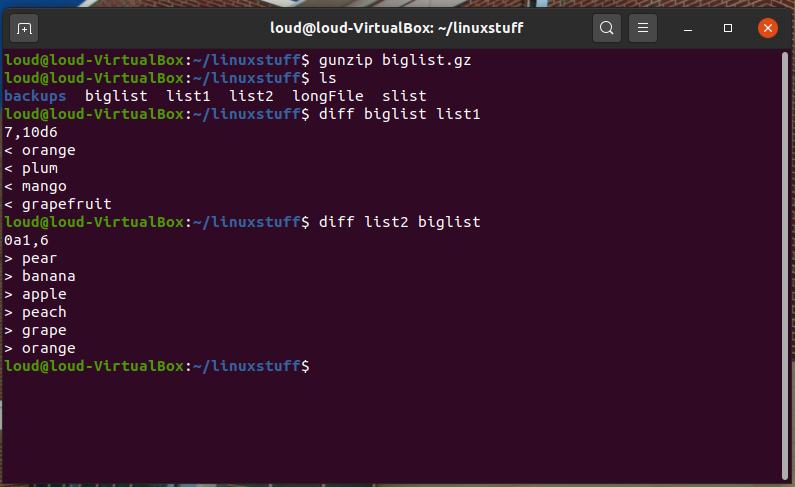 loud@loud-VirtualBox: ~/linuxstuff
loud@loud-VirtualBox:~/linuxstuff$ gunzip biglist.gz
loud@loud-VirtualBox:~/linuxstuff$ ls
backups  biglist  list1  list2  longFile  slist
loud@loud-VirtualBox:~/linuxstuff$ diff biglist list1
7,10d6
< orange
< plum
< mango
< grapefruit
loud@loud-VirtualBox:~/linuxstuff$ diff list2 biglist
0a1,6
> pear
> banana
> apple
> peach
> grape
> orange
loud@loud-VirtualBox:~/linuxstuff$